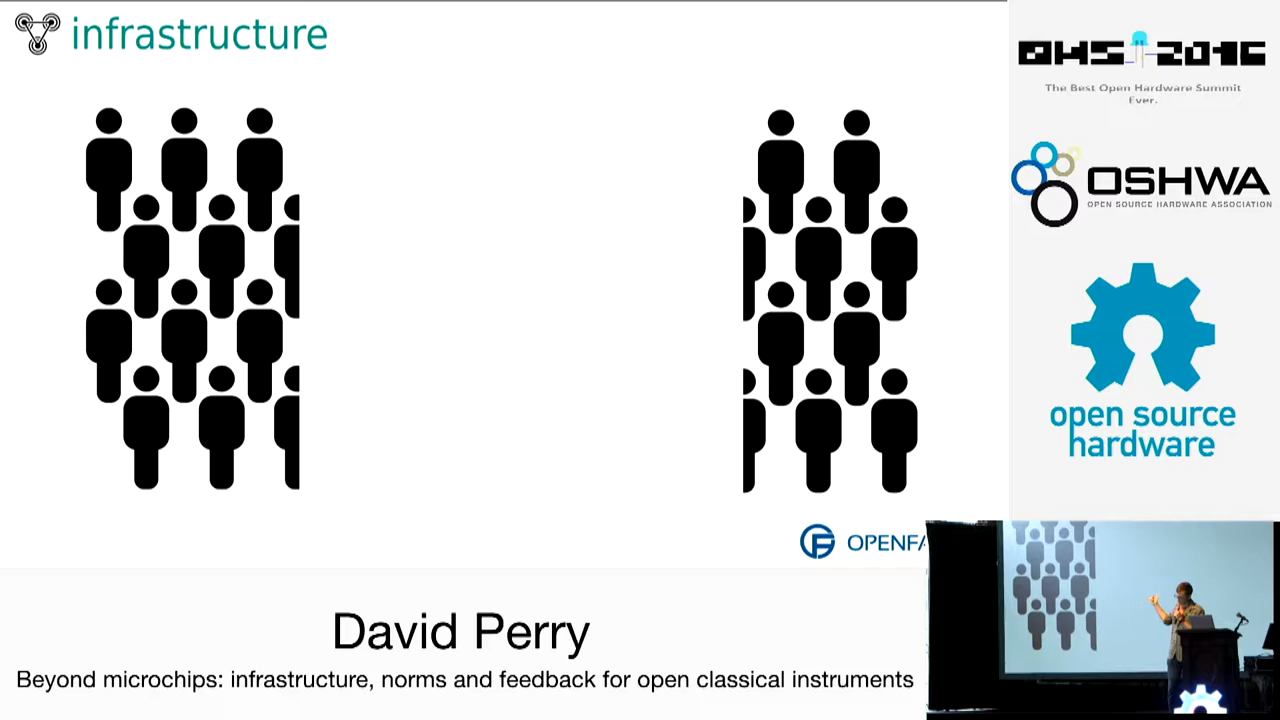 infrastructure
OHS 2016
The Best Open Hardware Summit
Ever.
OSHWA
OPEN SOURCE HARDWARE ASSOCIATION
open source
hardware
OPENFA
David Perry
Beyond microchips: infrastructure, norms and feedback for open classical instruments